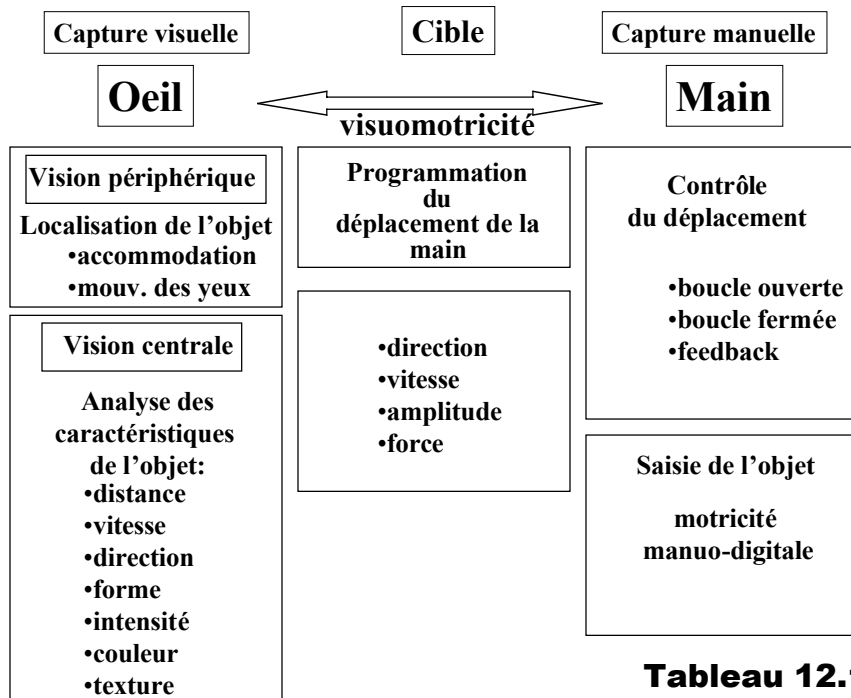 Capture visuelle
Cible
Capture manuelle
Oeil
Main
visuomotricité
Vision périphérique
Localisation de l’objet
•accommodation
•mouv. des yeux
Vision centrale
Analyse des
caractéristiques
de l’objet:
•distance
•vitesse
•direction
•forme
•intensité
•couleur
•texture
Programmation
du
déplacement de la
main
•direction
•vitesse
•amplitude
•force
Contrôle
du déplacement
•boucle ouverte
•boucle fermée
•feedback
Saisie de l’objet
motricité
manuo-digitale
Tableau 12.